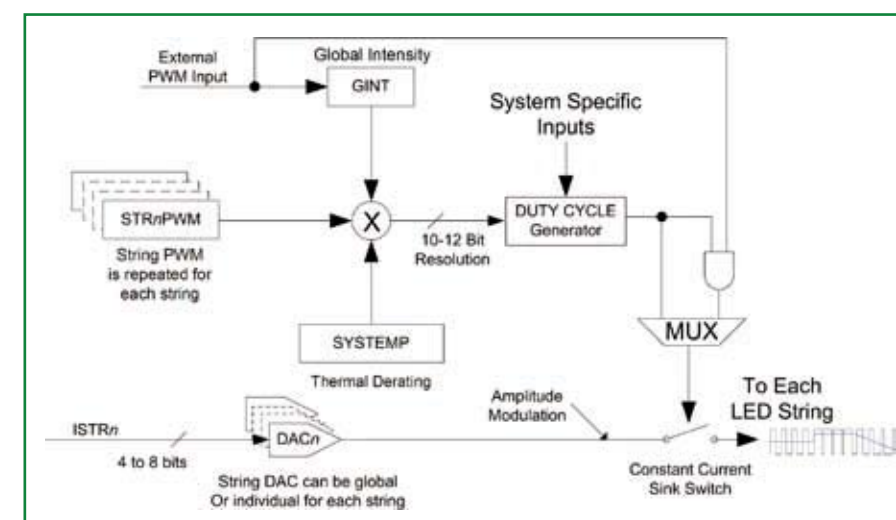 External
PWM Input
Global Intensity
GINT
System Specific
Inputs
STRnPWM
X
DUTY CYCLE
Generator
10-12 Bit
Resolution
String PWM
is repeated for
each string
SYSTEMP
MUX
Thermal Derating
To Each
LED String
Amplitude
Modulation
ISTRn
DACn
4 to 8 bits
Constant Current
Sink Switch
String DAC can be global
Or individual for each string